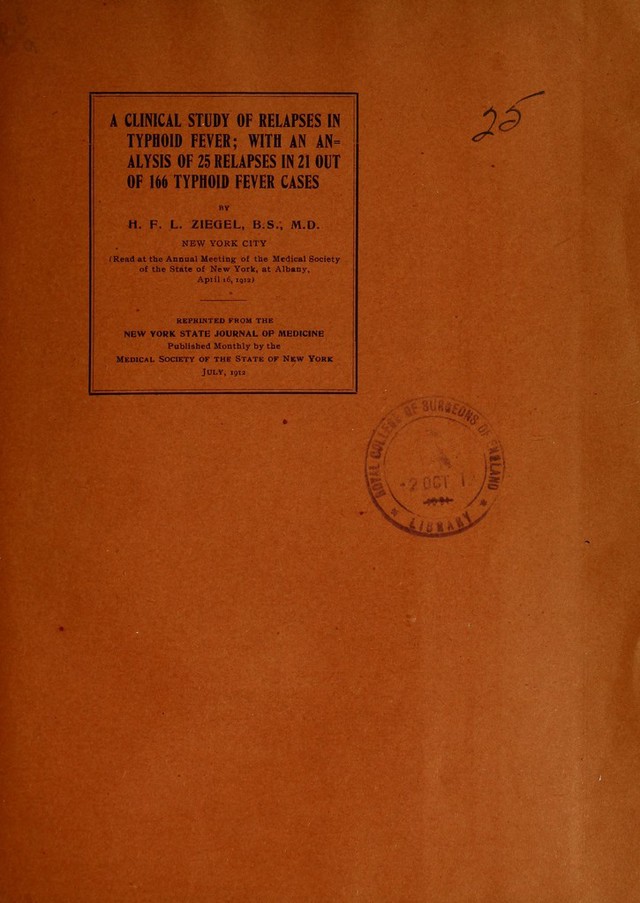 25
A CLINICAL STUDY OF RELAPSES IN
TYPHOID FEVER; WITH AN AN=
ALYSIS OF 25 RELAPSES IN 21 OUT
OF 166 TYPHOID FEVER CASES
BY
H. F. L. ZIEGEL, B.S., M.D.
NEW YORK CITY
(Read at the Annual Meeting of the Medical Society
of the State of New York, at Albany,
April 16, 1912)
REPRINTED FROM THE
NEW YORK STATE JOURNAL OF MEDICINE
Published Monthly by the
MEDICAL SOCIETY OF THE STATE OF NEW YORK
JULY, 1912
ROYAL COLLEGE OF SURGEONS OF
2 OCT
LIBRARY